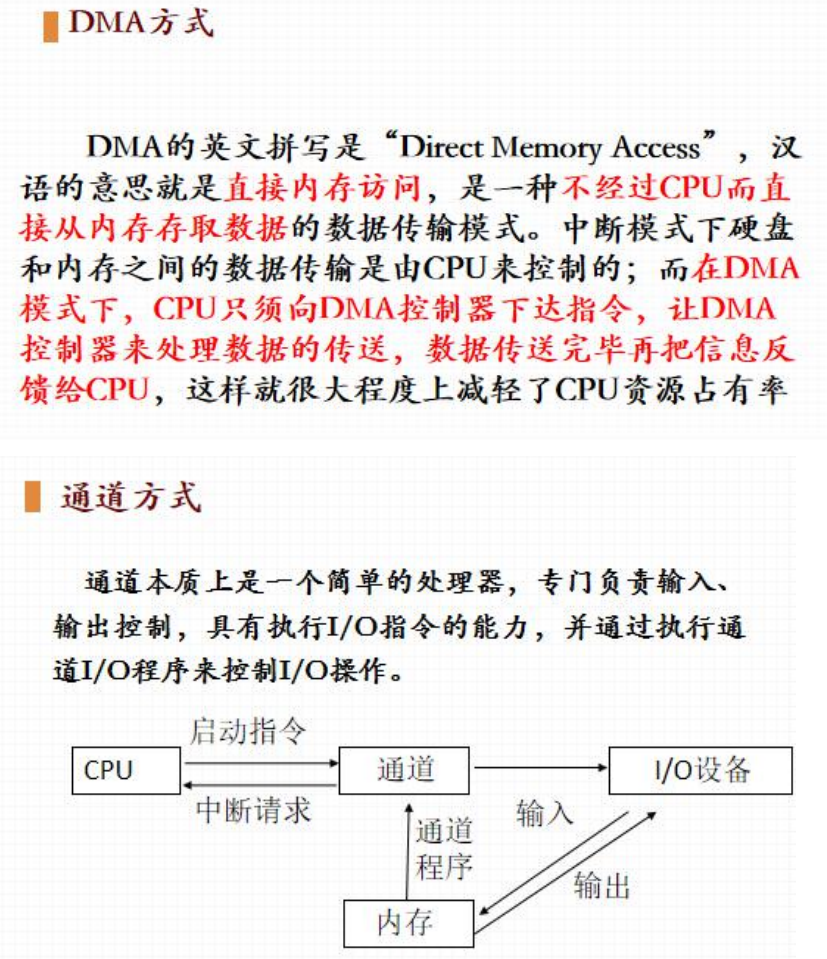 DMA方式
DMA的英文拼写是“Direct Memory Access”，汉
语的意思就是直接内存访问，是一种不经过CPU而直
接从内存存取数据的数据传输模式。中断模式下硬盘
和内存之间的数据传输是由CPU来控制的；而在DMA
模式下，CPU只须向DMA控制器下达指令，让DMA
控制器来处理数据的传送，数据传送完毕再把信息反
馈给CPU，这样就很大程度上减轻了CPU资源占有率
通道方式
通道本质上是一个简单的处理器，专门负责输入、
输出控制，具有执行I/O指令的能力，并通过执行通
道I/O程序来控制I/O操作。
启动指令
CPU
通道
I/O设备
中断请求
输入
通道
程序
输出
内存